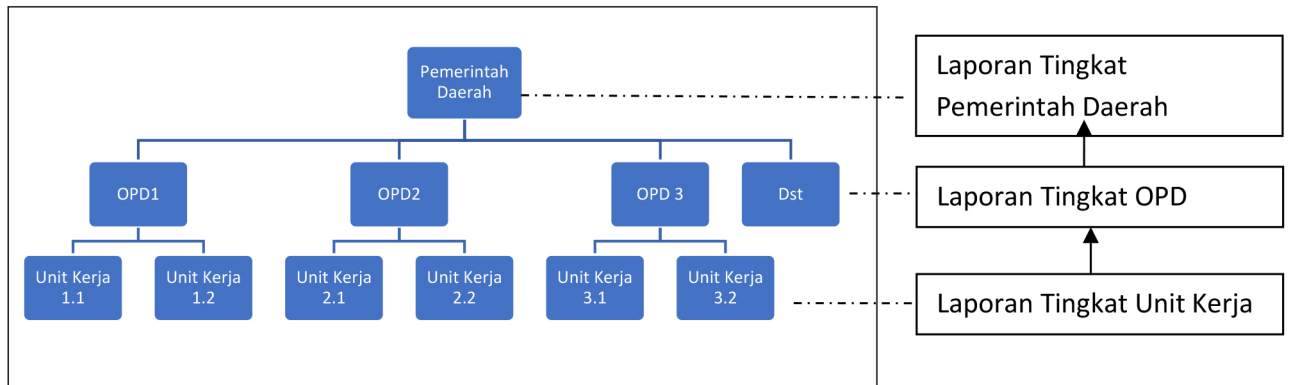 Pemerintah
Daerah
OPD1
OPD2
OPD 3
Dst
Unit Kerja
1.1
Unit Kerja
1.2
Unit Kerja
2.1
Unit Kerja
2.2
Unit Kerja
3.1
Unit Kerja
3.2
Laporan Tingkat
Pemerintah Daerah
Laporan Tingkat OPD
Laporan Tingkat Unit Kerja